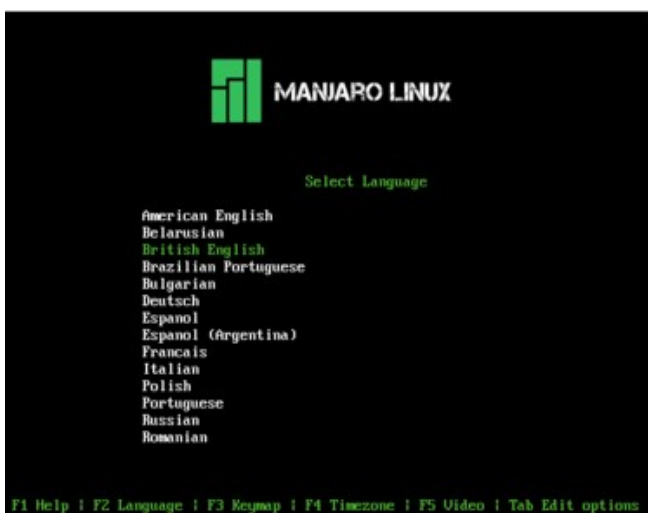 MANJARO LINUX
Select Language
American English
Belarusian
British English
Brazilian Portuguese
Bulgarian
Deutsch
Espanol
Espanol (Argentina)
Francais
Italian
Polish
Portuguese
Russian
Romanian
F1 Help | F2 Language | F3 Keymap | F4 Timezone | F5 Video | Tab Edit options